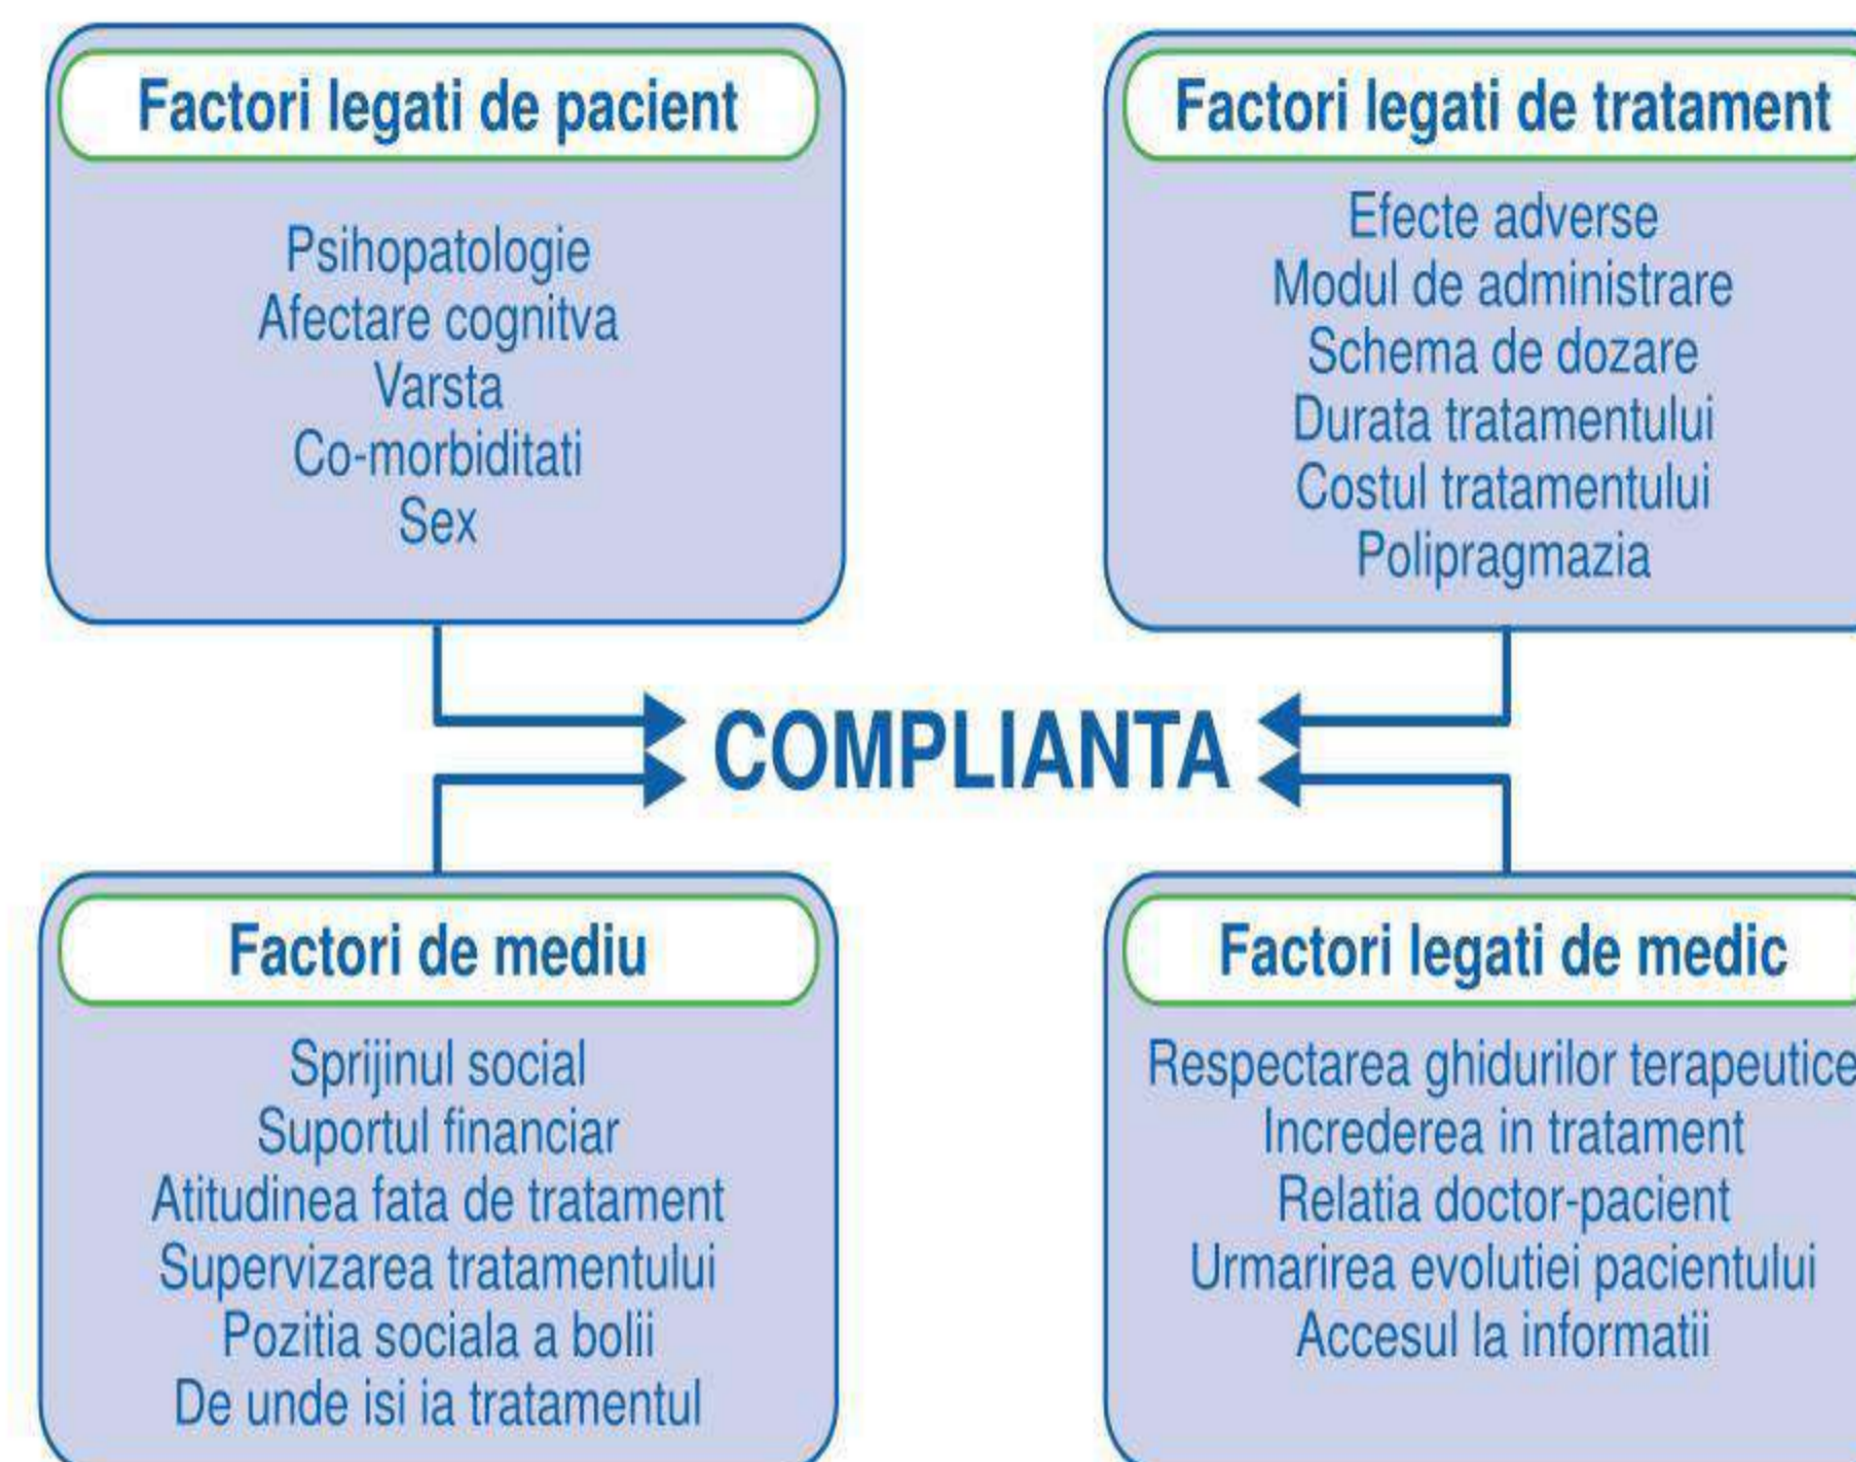 Factori legati de pacient
Psihopatologie
Afectare cognitva
Varsta
Co-morbiditati
Sex
Factori legati de tratament
Efecte adverse
Modul de administrare
Schema de dozare
Durata tratamentului
Costul tratamentului
Polipragmazia
COMPLIANTA
Factori de mediu
Sprijinul social
Suportul financiar
Atitudinea fata de tratament
Supervizarea tratamentului
Pozitia sociala a bolii
De unde isi ia tratamentul
Factori legati de medic
Respectarea ghidurilor terapeutice
Increderea in tratament
Relatia doctor-pacient
Urmarirea evolutiei pacientului
Accesul la informatii